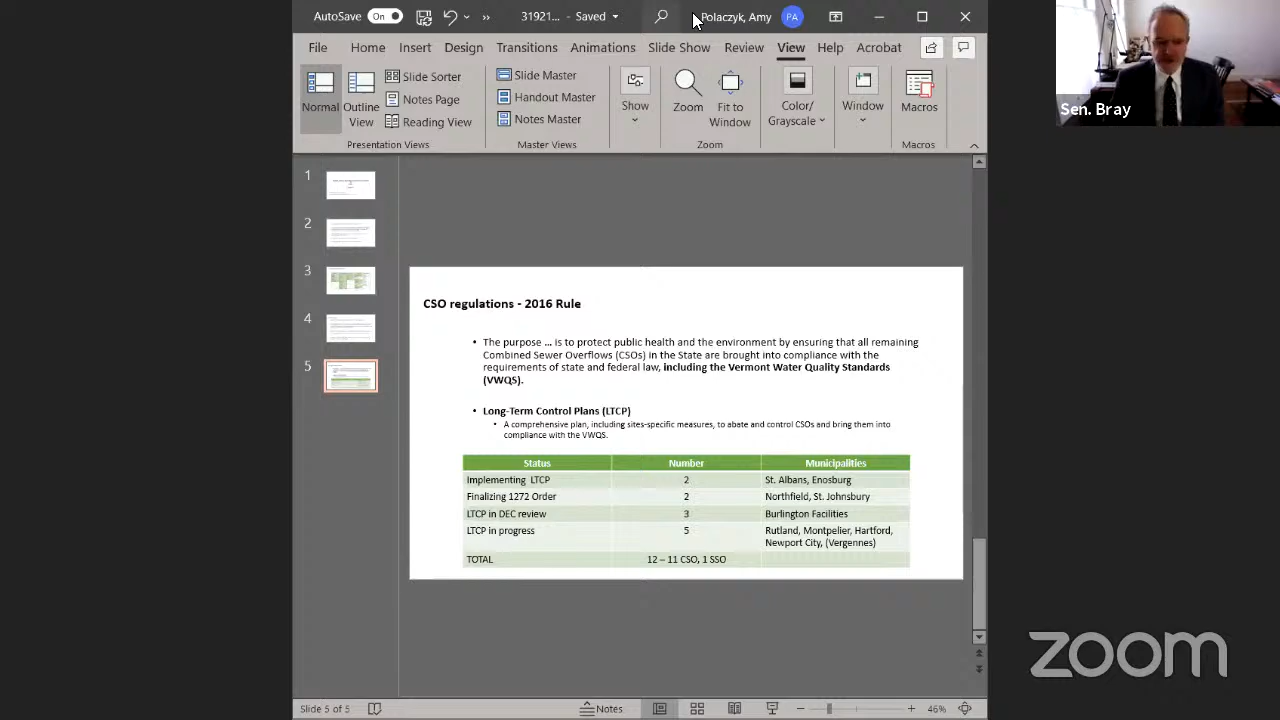 AutoSave On 31921... - Saved Polaczyk, Amy PA
File Home Insert Design Transitions Animations Slide Show Review View Help Acrobat
Normal
Outline View
Slide Sorter
Notes Page
Reading View
Presentation Views
Slide Master
Handout Master
Notes Master
Master Views
Show
Zoom
Fit to Window
Zoom
Color/ Grayscale
Window
Macros
Macros
Sen. Bray
1
2
3
4
5
CSO regulations - 2016 Rule
• The purpose ... is to protect public health and the environment by ensuring that all remaining
Combined Sewer Overflows (CSOs) in the State are brought into compliance with the
requirements of state and federal law, including the Vermont Water Quality Standards
(VWQS).
• Long-Term Control Plans (LTCP)
• A comprehensive plan, including sites-specific measures, to abate and control CSOs and bring them into
compliance with the VWQS.
Status Number Municipalities
Implementing LTCP 2 St. Albans, Enosburg
Finalizing 1272 Order 2 Northfield, St. Johnsbury
LTCP in DEC review 3 Burlington Facilities
LTCP in progress 5 Rutland, Montpelier, Hartford,
Newport City, (Vergennes)
TOTAL 12 – 11 CSO, 1 SSO
zoom
Slide 5 of 5 Notes 46%